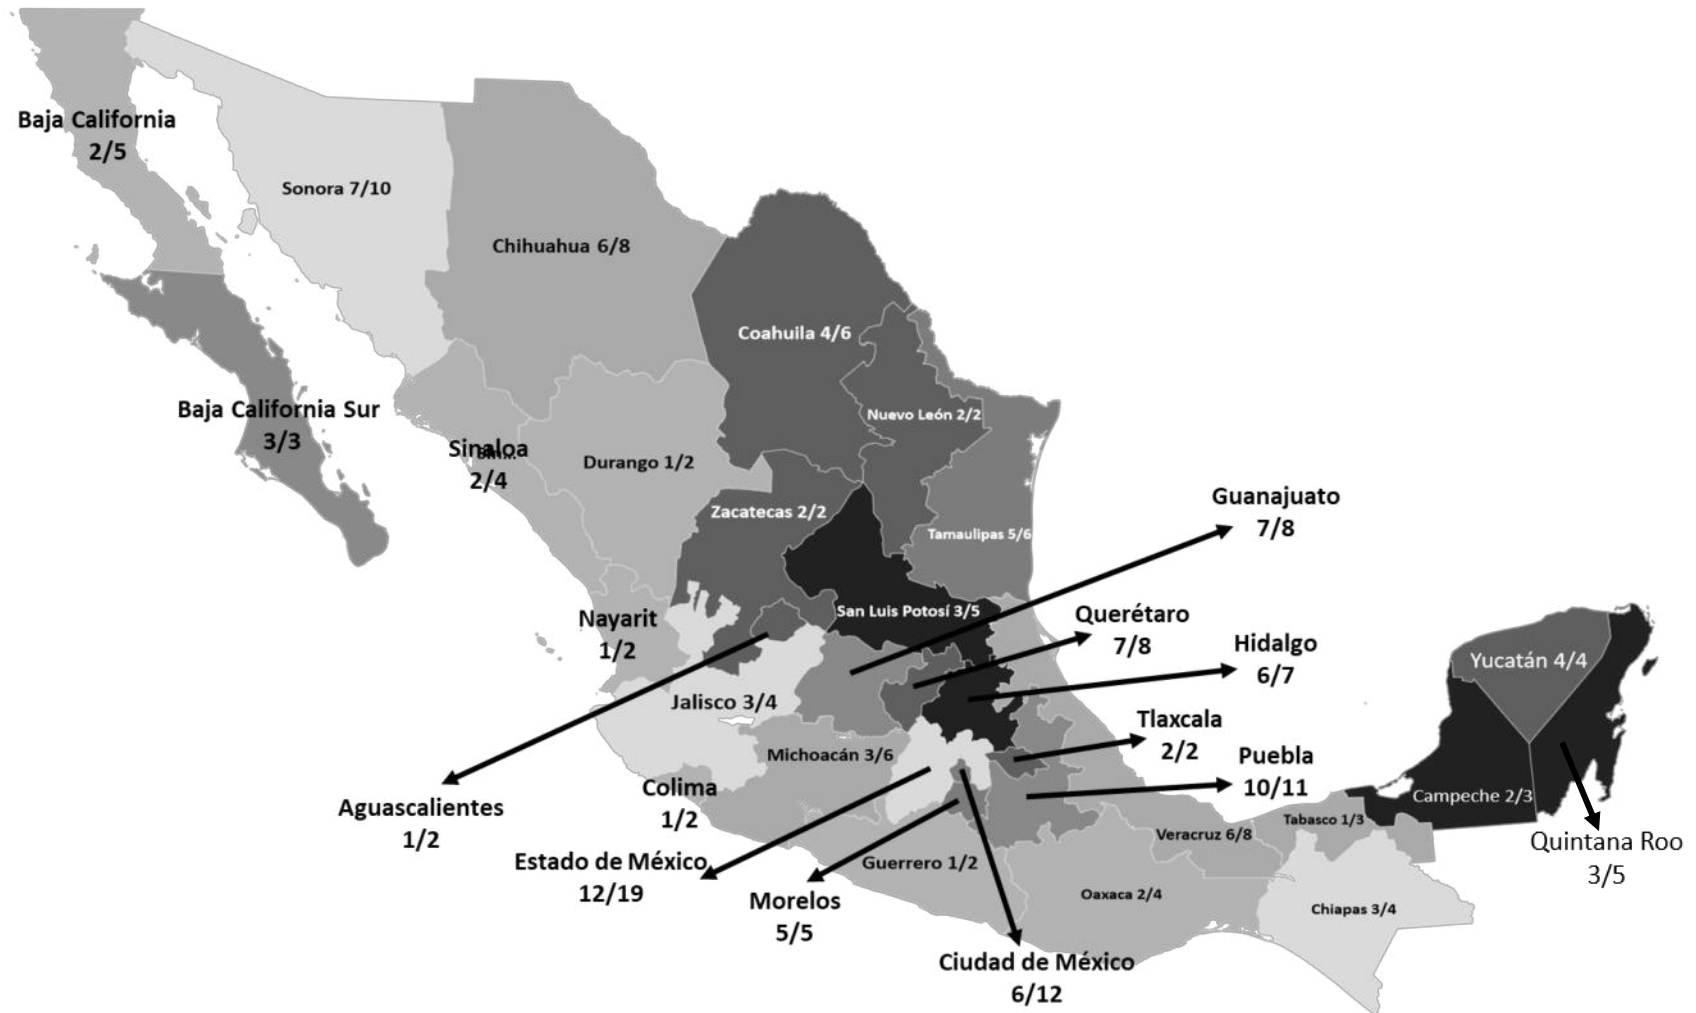 Baja California
2/5
Sonora 7/10
Chihuahua 6/8
Coahuila 4/6
Baja California Sur
3/3
Nuevo León 2/2
Sinaloa
2/4
Durango 1/2
Zacatecas 2/2
Tamaulipas 5/6
Guanajuato
7/8
San Luis Potosí 3/5
Nayarit
1/2
Querétaro
7/8
Hidalgo
6/7
Yucatán 4/4
Jalisco 3/4
Tlaxcala
2/2
Michoacán 3/6
Puebla
10/11
Colima
1/2
Aguascalientes
1/2
Campeche 2/3
Tabasco 1/3
Veracruz 6/8
Quintana Roo
3/5
Estado de México
12/19
Guerrero 1/2
Oaxaca 2/4
Chiapas 3/4
Morelos
5/5
Ciudad de México
6/12